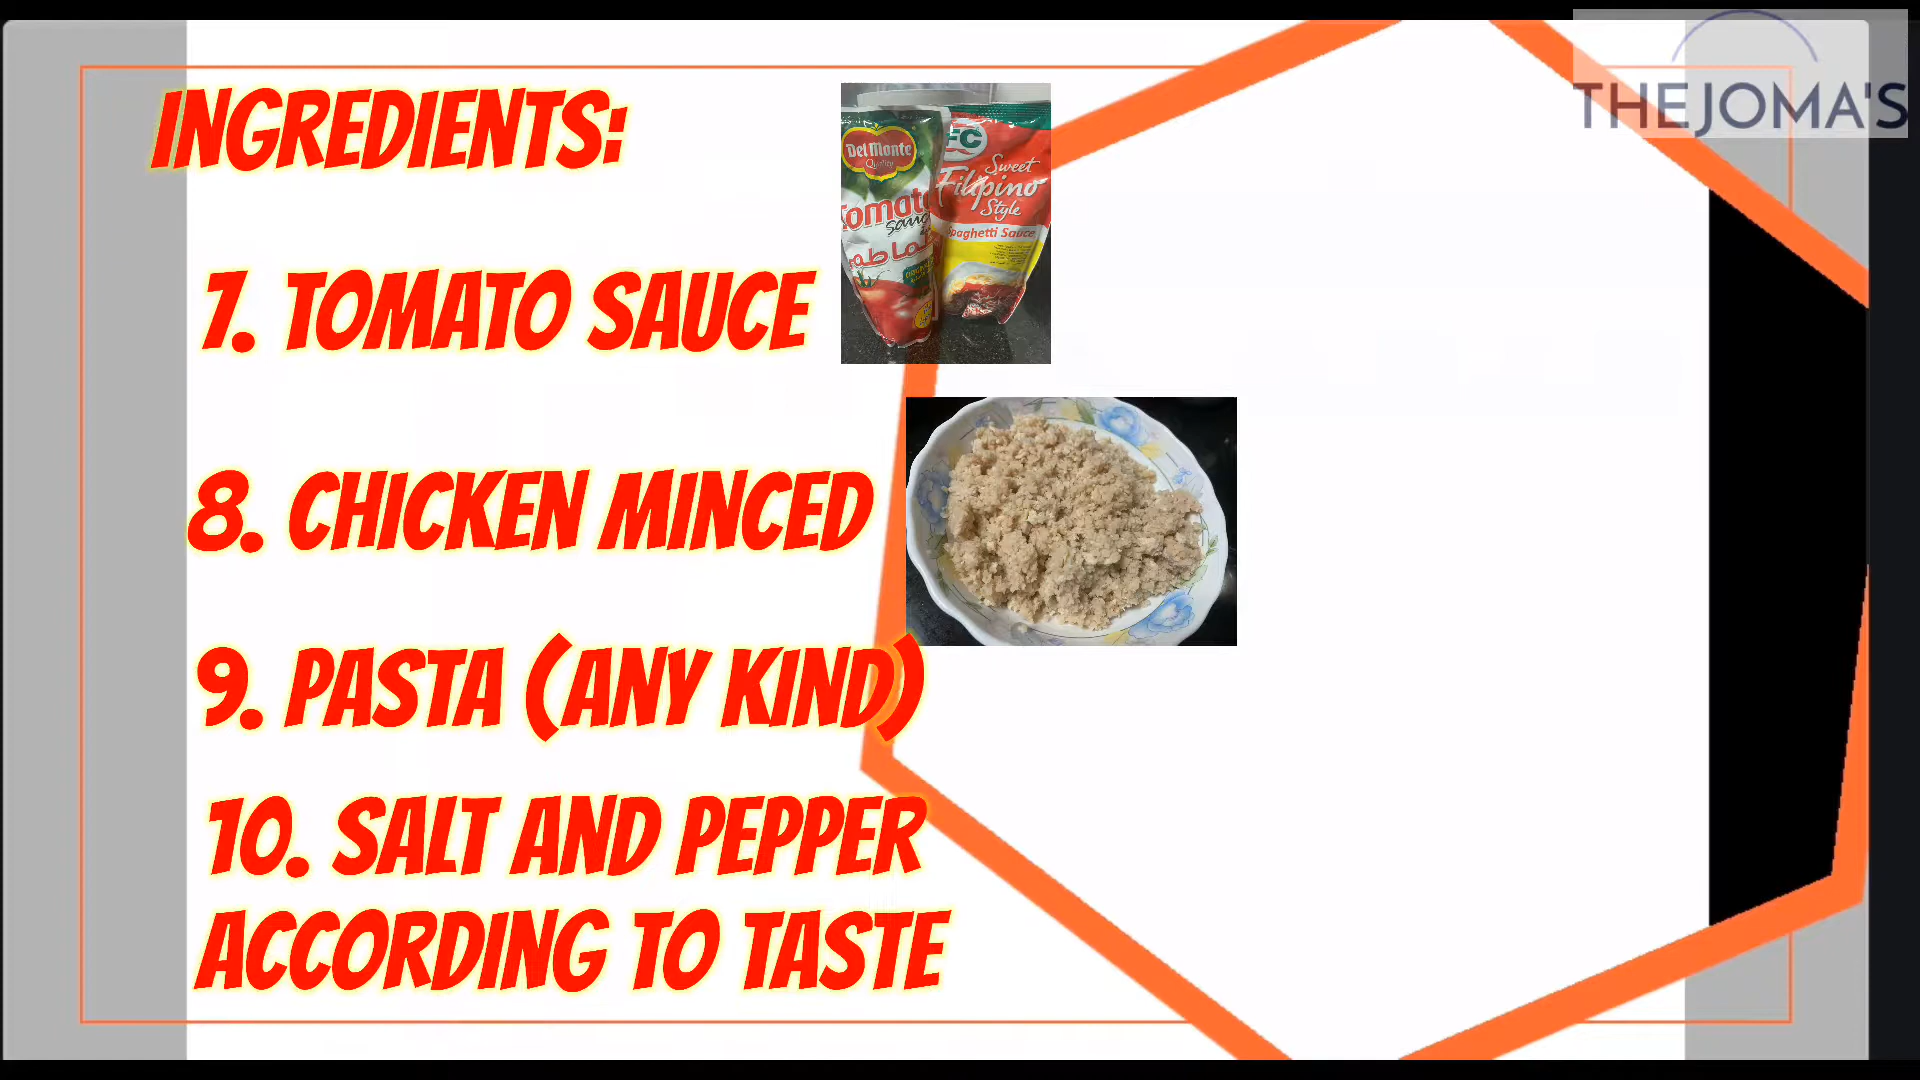 THEJOMA'S
INGREDIENTS:
Del Monte
Quality
Tomato
sauce
FC
Sweet
Filipino
Style
Spaghetti Sauce
7. TOMATO SAUCE
8. CHICKEN MINCED
9. PASTA (ANY KIND)
10. SALT AND PEPPER
ACCORDING TO TASTE